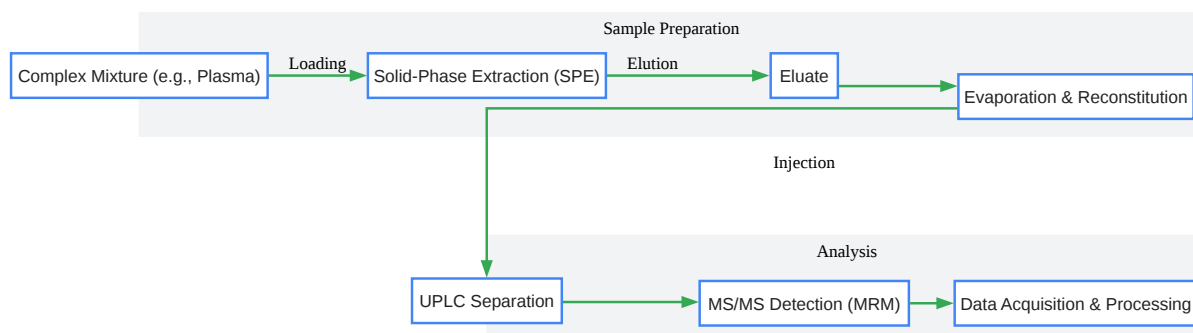 Sample Preparation
Complex Mixture (e.g., Plasma)
Loading
Solid-Phase Extraction (SPE)
Elution
Eluate
Evaporation & Reconstitution
Injection
Analysis
UPLC Separation
MS/MS Detection (MRM)
Data Acquisition & Processing